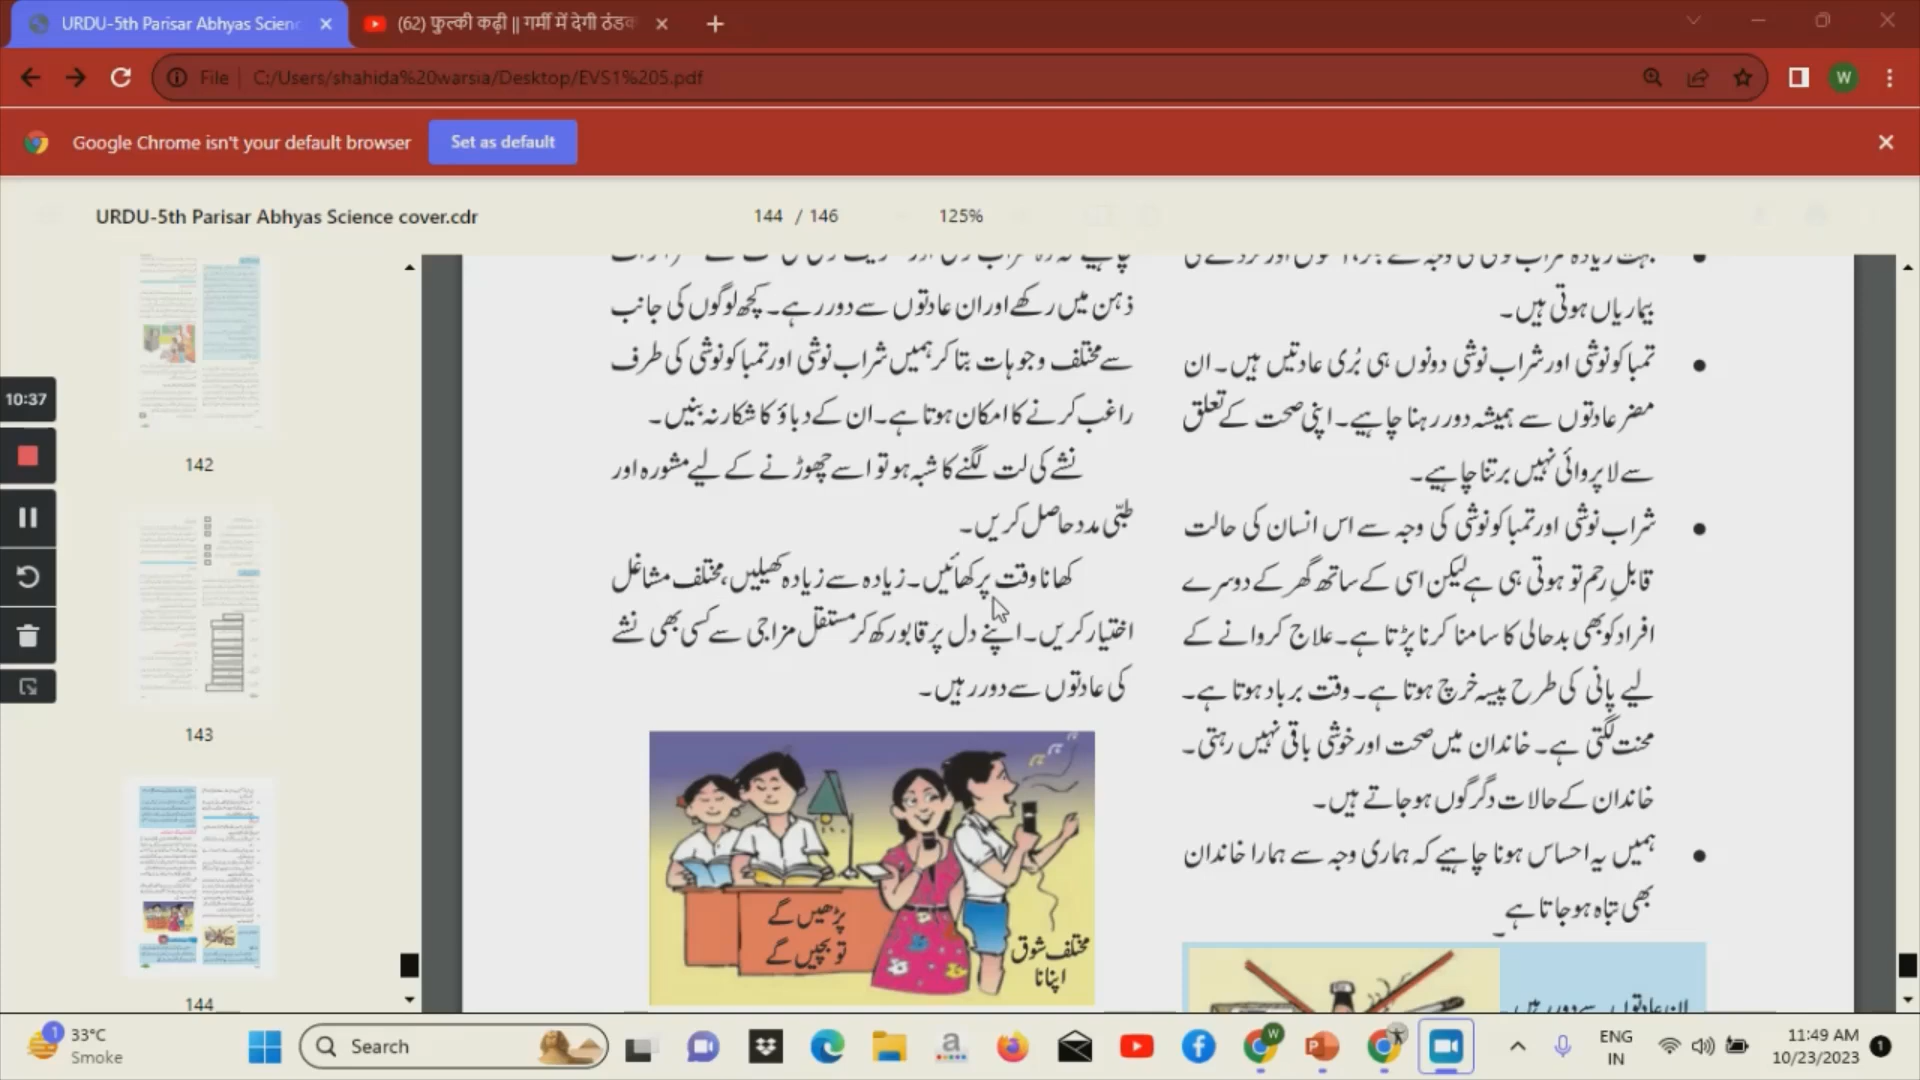 URDU-5th Parisar Abhyas Scienc
(62) फुल्की कढ़ी || गर्मी में देगी ठंडक
File
C:/Users/shahida%20warsia/Desktop/EVS1%205.pdf
W
Google Chrome isn't your default browser
Set as default
URDU-5th Parisar Abhyas Science cover.cdr
144 / 146
125%
بیماریاں ہوتی ہیں۔
تمباکونوشی اور شراب نوشی دونوں ہی بُری عادتیں ہیں۔ ان
مضر عادتوں سے ہمیشہ دور رہنا چاہیے۔ اپنی صحت کے تعلق
سے لاپروائی نہیں برتنا چاہیے۔
شراب نوشی اور تمباکونوشی کی وجہ سے اس انسان کی حالت
قابلِ رحم تو ہوتی ہی ہے لیکن اسی کے ساتھ گھر کے دوسرے
افراد کو بھی بدحالی کا سامنا کرنا پڑتا ہے۔ علاج کروانے کے
لیے پانی کی طرح پیسہ خرچ ہوتا ہے۔ وقت برباد ہوتا ہے۔
محنت لگتی ہے۔ خاندان میں صحت اور خوشی باقی نہیں رہتی۔
خاندان کے حالات دگرگوں ہوجاتے ہیں۔
ہمیں یہ احساس ہونا چاہیے کہ ہماری وجہ سے ہمارا خاندان
بھی تباہ ہوجاتا ہے۔
ان عادتوں سے دور رہیں
ذہن میں رکھے اور ان عادتوں سے دور رہے۔ کچھ لوگوں کی جانب
سے مختلف وجوہات بتا کر ہمیں شراب نوشی اور تمباکونوشی کی طرف
راغب کرنے کا امکان ہوتا ہے۔ ان کے دباؤ کا شکار نہ بنیں۔
نشے کی لت لگنے کا شبہ ہو تو اسے چھوڑنے کے لیے مشورہ اور
طبّی مدد حاصل کریں۔
کھانا وقت پر کھائیں۔ زیادہ سے زیادہ کھیلیں، مختلف مشاغل
اختیار کریں۔ اپنے دل پر قابو رکھ کر مستقل مزاجی سے کسی بھی نشے
کی عادتوں سے دور رہیں۔
پڑھیں گے
تو بچیں گے
مختلف شوق
اپنانا
142
143
144
10:37
1
33°C
Smoke
Search
W
ENG
IN
11:49 AM
10/23/2023
1